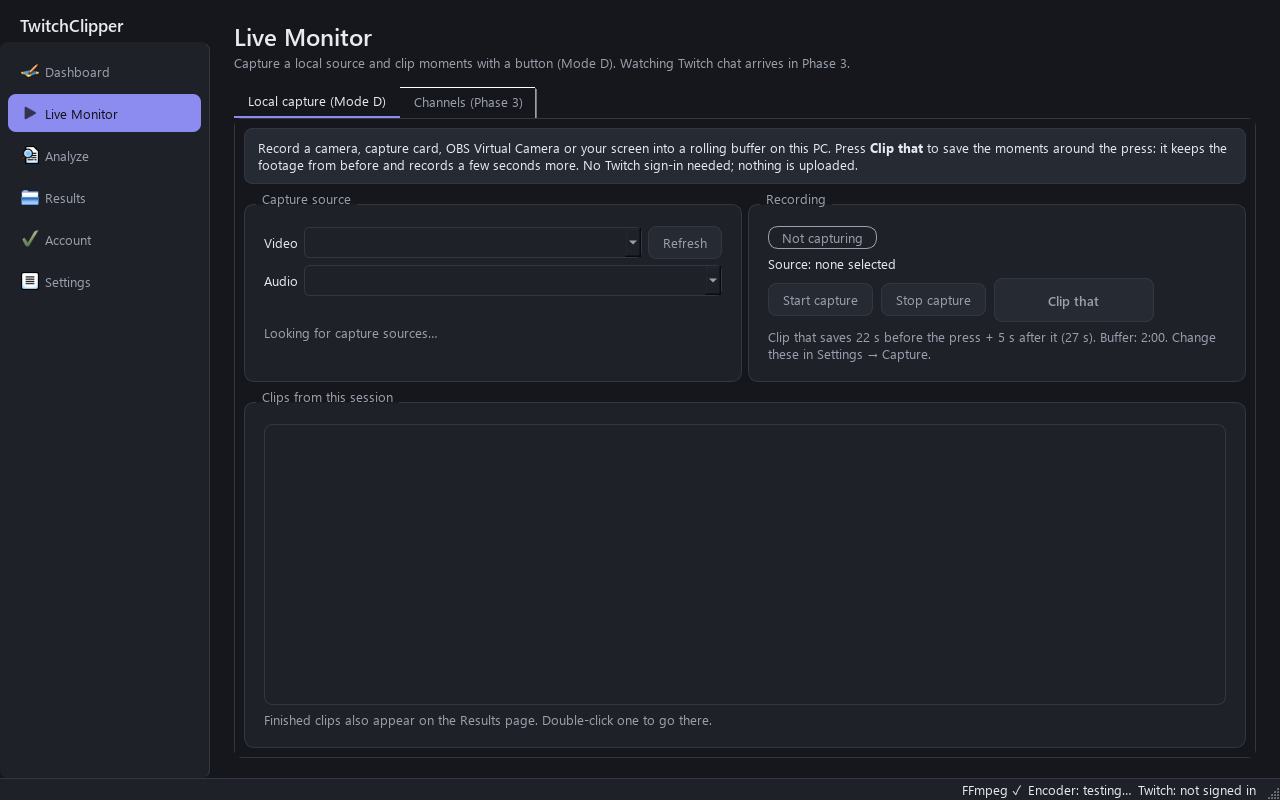 TwitchClipper
Dashboard
Live Monitor
Analyze
Results
Account
Settings
Live Monitor
Capture a local source and clip moments with a button (Mode D). Watching Twitch chat arrives in Phase 3.
Local capture (Mode D)
Channels (Phase 3)
Record a camera, capture card, OBS Virtual Camera or your screen into a rolling buffer on this PC. Press Clip that to save the moments around the press: it keeps the
footage from before and records a few seconds more. No Twitch sign-in needed; nothing is uploaded.
Capture source
Video
Refresh
Audio
Looking for capture sources...
Recording
Not capturing
Source: none selected
Start capture
Stop capture
Clip that
Clip that saves 22 s before the press + 5 s after it (27 s). Buffer: 2:00. Change
these in Settings → Capture.
Clips from this session
Finished clips also appear on the Results page. Double-click one to go there.
FFmpeg ✓ Encoder: testing... Twitch: not signed in